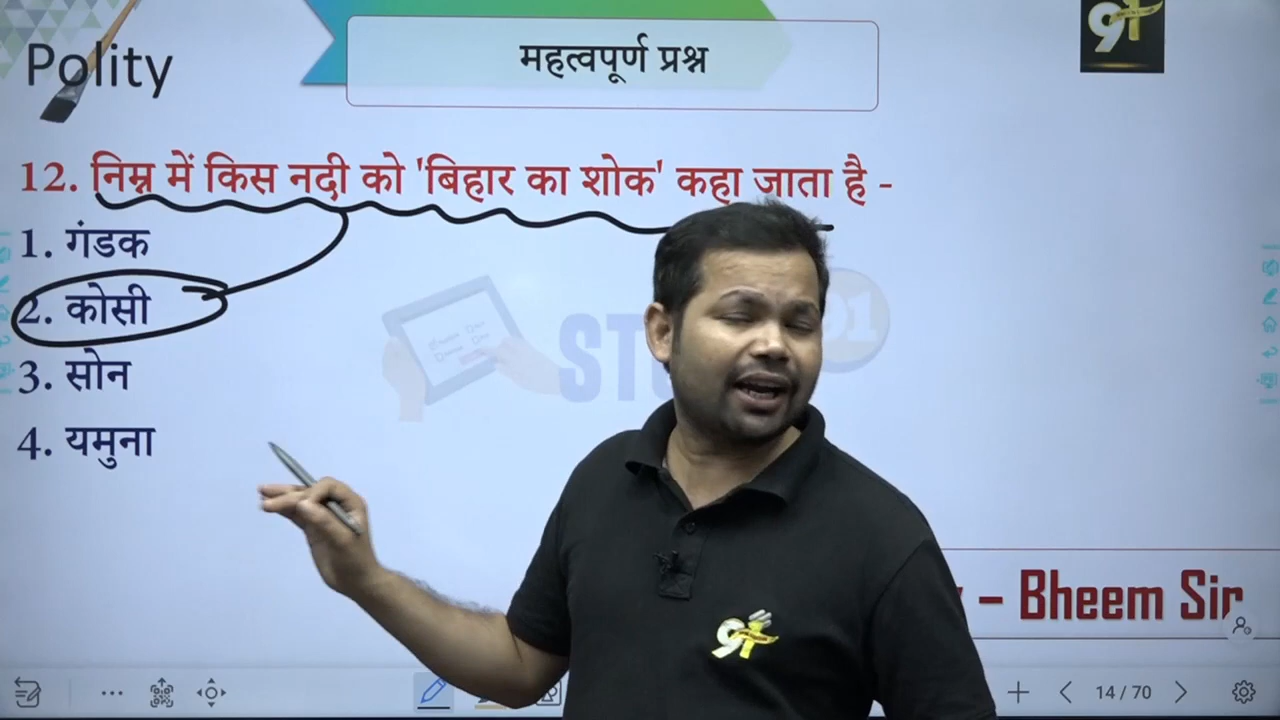 Polity
महत्वपूर्ण प्रश्न
12. निम्न में किस नदी को 'बिहार का शोक' कहा जाता है -
1. गंडक
2. कोसी
3. सोन
4. यमुना
– Bheem Sir
14 / 70